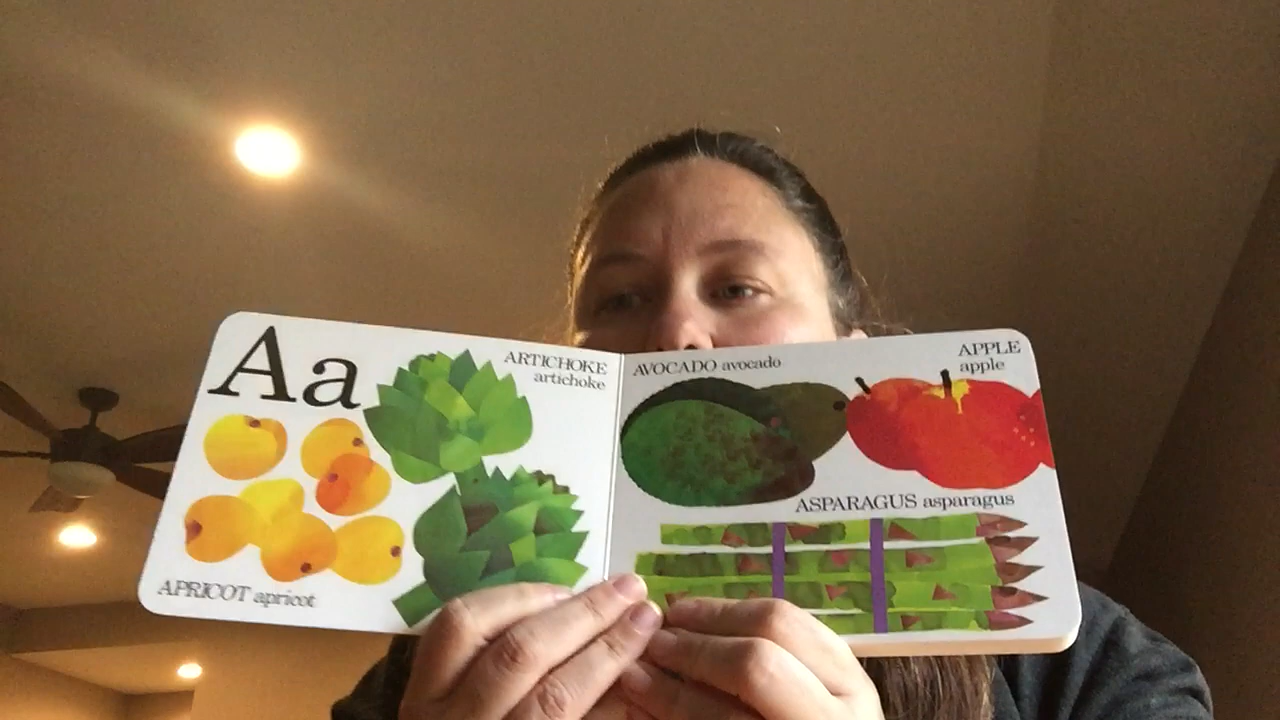 Aa
ARTICHOKE
artichoke
APRICOT apricot
AVOCADO avocado
APPLE
apple
ASPARAGUS asparagus